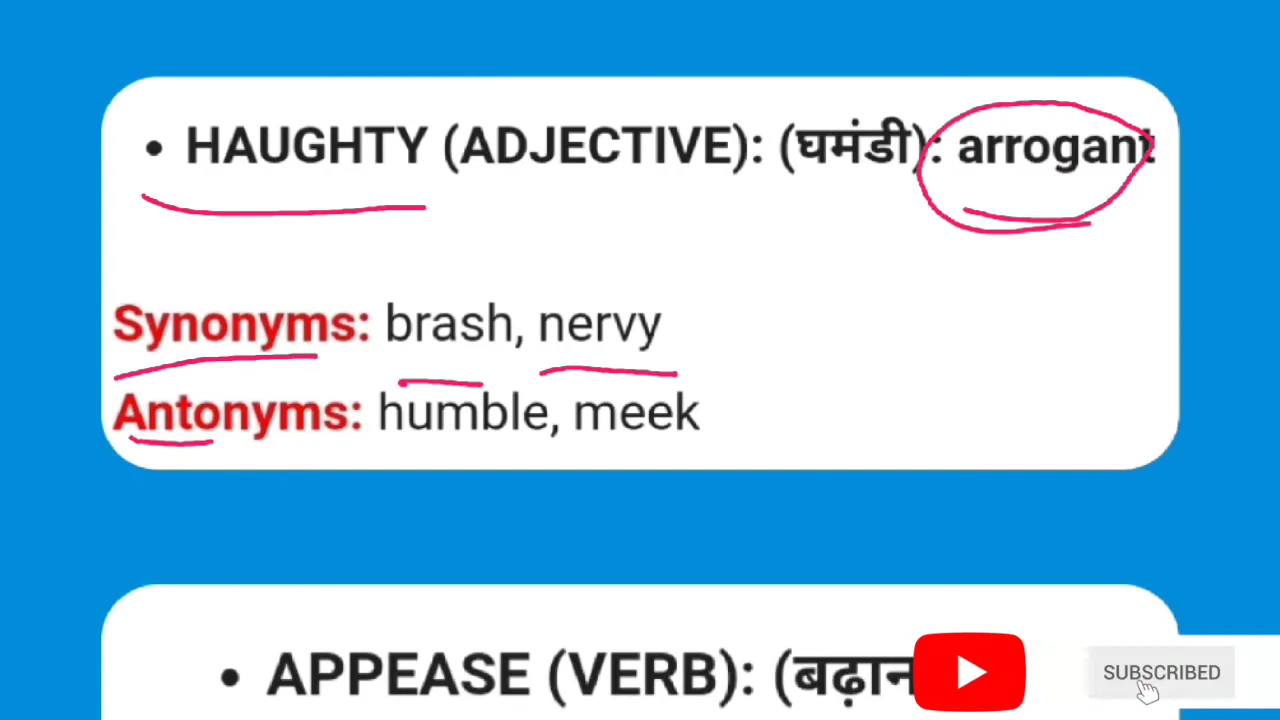 • HAUGHTY (ADJECTIVE): (घमंडी): arrogant
Synonyms: brash, nervy
Antonyms: humble, meek
• APPEASE (VERB): (
SUBSCRIBED